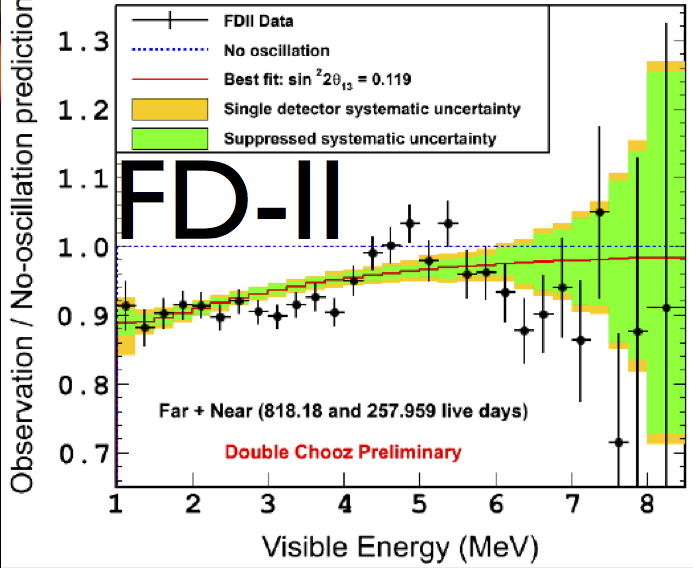 Observation / No-oscillation prediction
FDII Data
No oscillation
Best fit: sin ²2θ₁₃ = 0.119
Single detector systematic uncertainty
Suppressed systematic uncertainty
FD-II
1.3
1.2
1.1
1.0
0.9
0.8
0.7
Far + Near (818.18 and 257.959 live days)
Double Chooz Preliminary
1 2 3 4 5 6 7 8
Visible Energy (MeV)